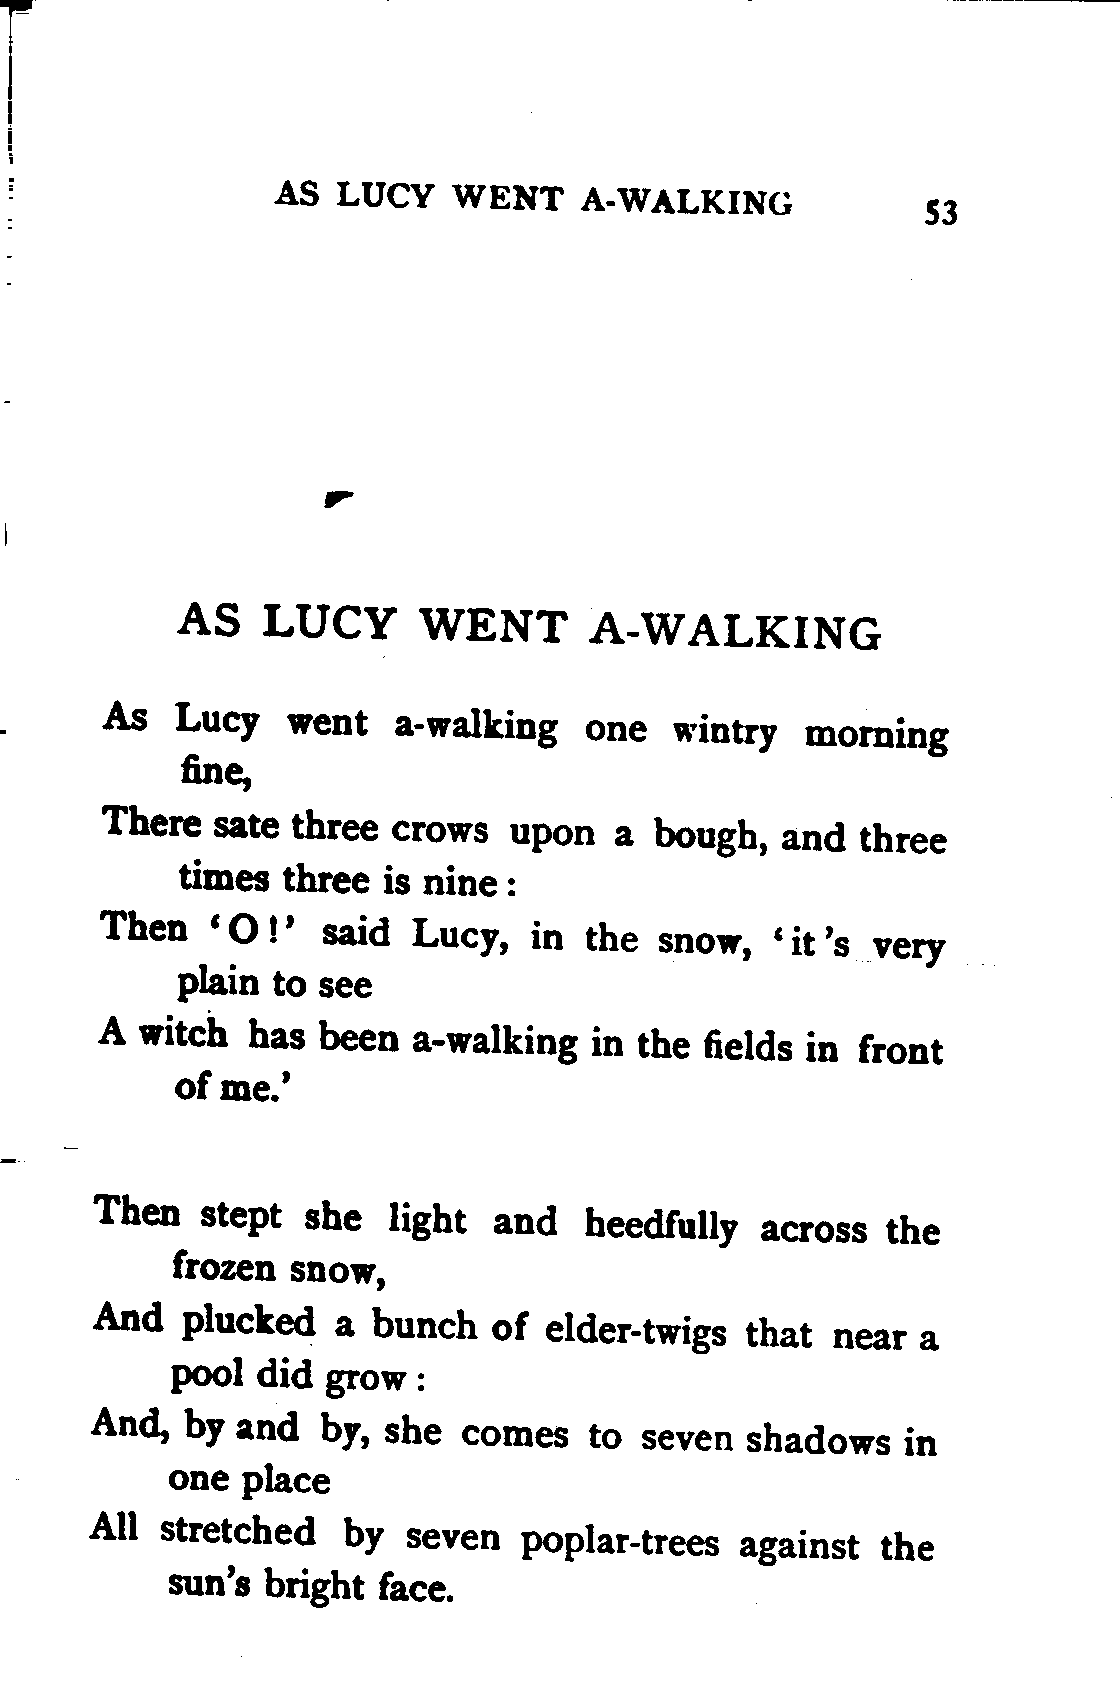 AS LUCY WENT A-WALKING 53
AS LUCY WENT A-WALKING
As Lucy went a-walking one wintry morning
fine,
There sate three crows upon a bough, and three
times three is nine :
Then ‘O!’ said Lucy, in the snow, ‘it’s very
plain to see
A witch has been a-walking in the fields in front
of me.’
Then stept she light and heedfully across the
frozen snow,
And plucked a bunch of elder-twigs that near a
pool did grow :
And, by and by, she comes to seven shadows in
one place
All stretched by seven poplar-trees against the
sun’s bright face.